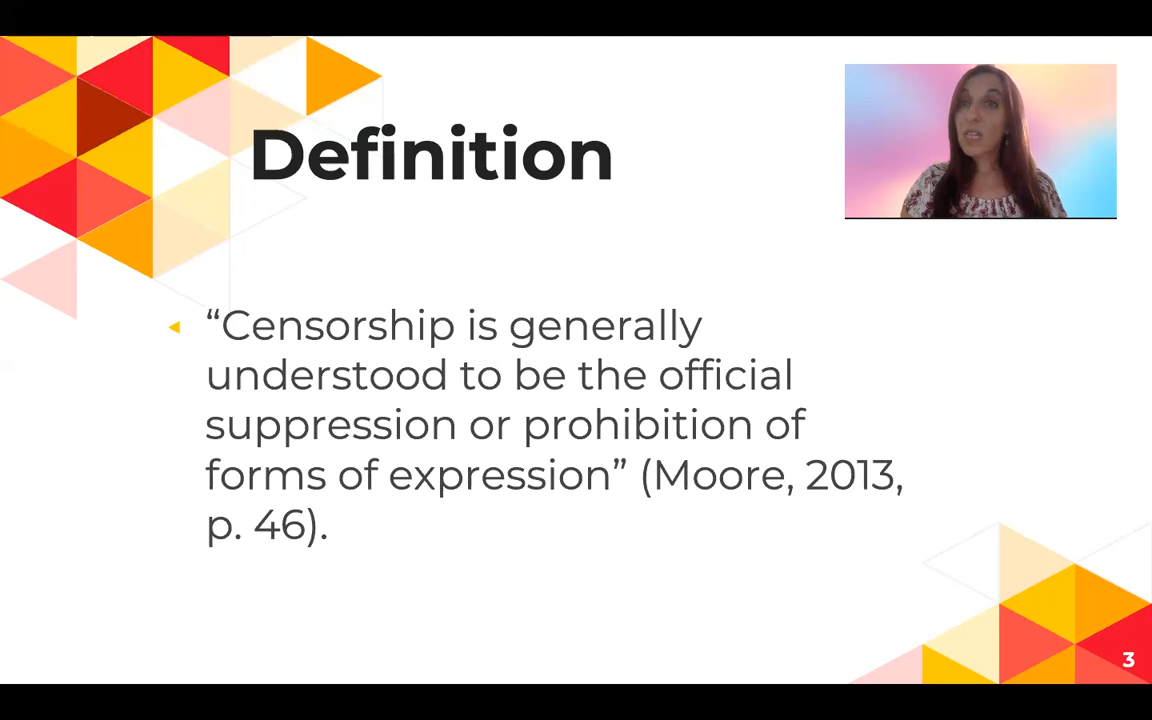 Definition
“Censorship is generally
understood to be the official
suppression or prohibition of
forms of expression” (Moore, 2013,
p. 46).
3